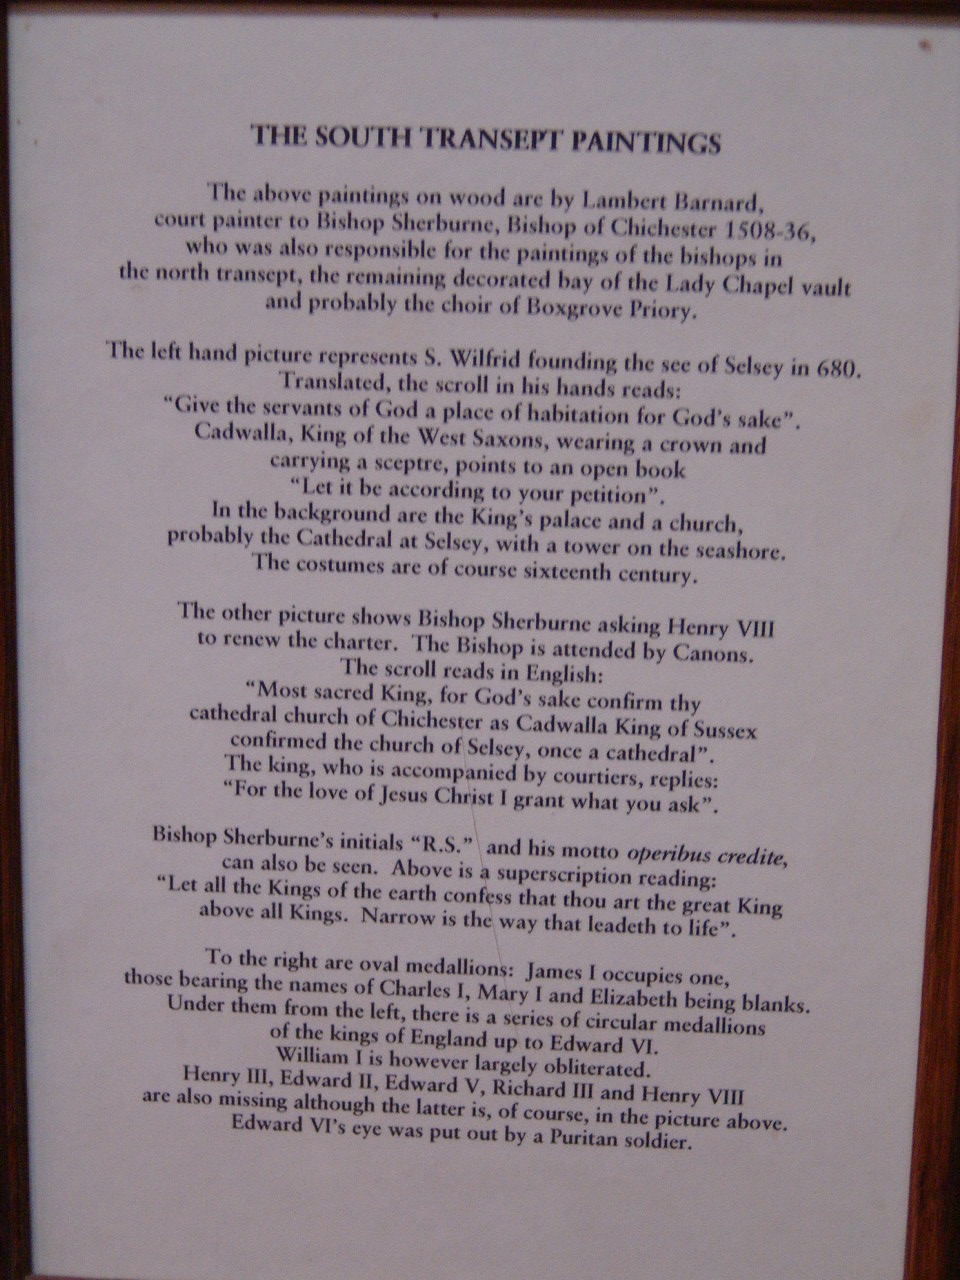 THE SOUTH TRANSEPT PAINTINGS
The above paintings on wood are by Lambert Barnard,
court painter to Bishop Sherburne, Bishop of Chichester 1508-36,
who was also responsible for the paintings of the bishops in
the north transept, the remaining decorated bay of the Lady Chapel vault
and probably the choir of Boxgrove Priory.
The left hand picture represents S. Wilfrid founding the see of Selsey in 680.
Translated, the scroll in his hands reads:
“Give the servants of God a place of habitation for God's sake”.
Cadwalla, King of the West Saxons, wearing a crown and
carrying a sceptre, points to an open book
“Let it be according to your petition”.
In the background are the King's palace and a church,
probably the Cathedral at Selsey, with a tower on the seashore.
The costumes are of course sixteenth century.
The other picture shows Bishop Sherburne asking Henry VIII
to renew the charter. The Bishop is attended by Canons.
The scroll reads in English:
“Most sacred King, for God's sake confirm thy
cathedral church of Chichester as Cadwalla King of Sussex
confirmed the church of Selsey, once a cathedral”.
The king, who is accompanied by courtiers, replies:
“For the love of Jesus Christ I grant what you ask”.
Bishop Sherburne's initials “R.S.” and his motto operibus credite,
can also be seen. Above is a superscription reading:
“Let all the Kings of the earth confess that thou art the great King
above all Kings. Narrow is the way that leadeth to life”.
To the right are oval medallions: James I occupies one,
those bearing the names of Charles I, Mary I and Elizabeth being blanks.
Under them from the left, there is a series of circular medallions
of the kings of England up to Edward VI.
William I is however largely obliterated.
Henry III, Edward II, Edward V, Richard III and Henry VIII
are also missing although the latter is, of course, in the picture above.
Edward VI's eye was put out by a Puritan soldier.